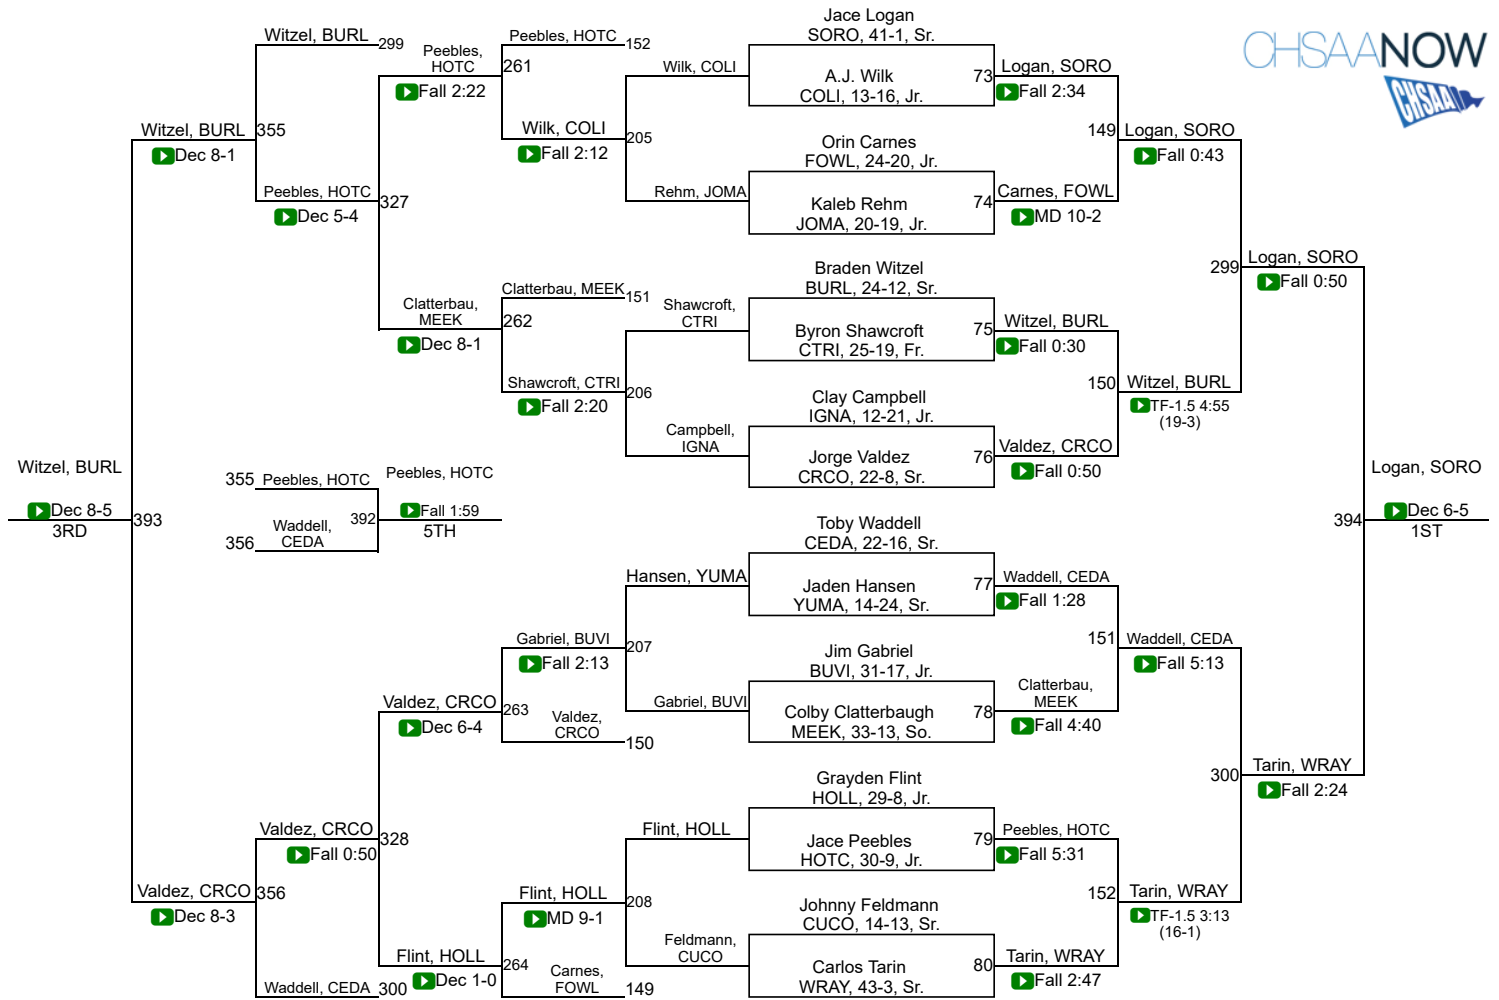 CHSAANOW
CHSAA
Witzel, BURL
299
Peebles,
HOTC
261
Fall 2:22
Peebles, HOTC
152
Wilk, COLI
Fall 2:12
205
Witzel, BURL
355
Dec 8-1
Peebles, HOTC
327
Dec 5-4
Wilk, COLI
Rehm, JOMA
Jace Logan
SORO, 41-1, Sr.
A.J. Wilk
COLI, 13-16, Jr.
73
Logan, SORO
Fall 2:34
Orin Carnes
FOWL, 24-20, Jr.
Kaleb Rehm
JOMA, 20-19, Jr.
74
Carnes, FOWL
MD 10-2
149
Logan, SORO
Fall 0:43
Clatterbau,
MEEK
262
Dec 8-1
Clatterbau, MEEK
151
Shawcroft, CTRI
Fall 2:20
206
Shawcroft,
CTRI
Campbell,
IGNA
Braden Witzel
BURL, 24-12, Sr.
Byron Shawcroft
CTRI, 25-19, Fr.
75
Witzel, BURL
Fall 0:30
Clay Campbell
IGNA, 12-21, Jr.
Jorge Valdez
CRCO, 22-8, Sr.
76
Valdez, CRCO
Fall 0:50
150
Witzel, BURL
TF-1.5 4:55
(19-3)
299
Logan, SORO
Fall 0:50
Witzel, BURL
Dec 8-5
3RD
393
355
Peebles, HOTC
356
Waddell,
CEDA
392
Peebles, HOTC
Fall 1:59
5TH
394
Logan, SORO
Dec 6-5
1ST
Hansen, YUMA
Gabriel, BUVI
Fall 2:13
207
Gabriel, BUVI
Valdez, CRCO
Dec 6-4
263
Valdez,
CRCO
150
Toby Waddell
CEDA, 22-16, Sr.
Jaden Hansen
YUMA, 14-24, Sr.
77
Waddell, CEDA
Fall 1:28
Jim Gabriel
BUVI, 31-17, Jr.
Colby Clatterbaugh
MEEK, 33-13, So.
78
Clatterbau,
MEEK
Fall 4:40
151
Waddell, CEDA
Fall 5:13
300
Tarin, WRAY
Fall 2:24
Valdez, CRCO
Fall 0:50
328
Valdez, CRCO
Dec 8-3
356
Waddell, CEDA
300
Flint, HOLL
Dec 1-0
264
Flint, HOLL
MD 9-1
208
Carnes,
FOWL
149
Flint, HOLL
Feldmann,
CUCO
Grayden Flint
HOLL, 29-8, Jr.
Jace Peebles
HOTC, 30-9, Jr.
79
Peebles, HOTC
Fall 5:31
Johnny Feldmann
CUCO, 14-13, Sr.
Carlos Tarin
WRAY, 43-3, Sr.
80
Tarin, WRAY
Fall 2:47
152
Tarin, WRAY
TF-1.5 3:13
(16-1)